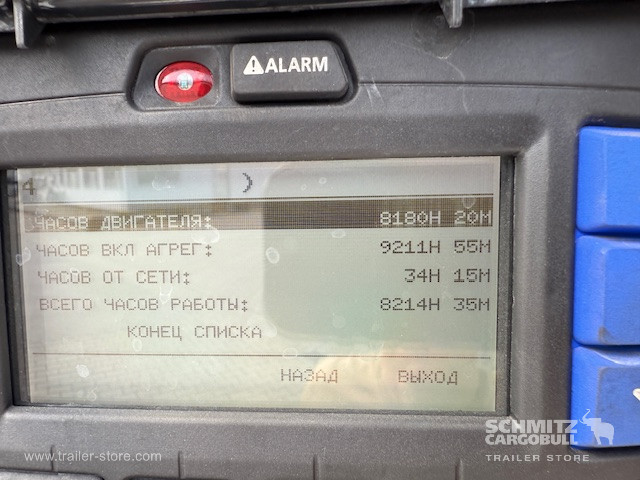 ALARM
4
ЧАСОВ ДВИГАТЕЛЯ: 8180H 20M
ЧАСОВ ВКЛ АГРЕГ: 9211H 55M
ЧАСОВ ОТ СЕТИ: 34H 15M
ВСЕГО ЧАСОВ РАБОТЫ: 8214H 35M
КОНЕЦ СПИСКА
НАЗАД ВЫХОД
SCHMITZ
CARGOBULL
TRAILER STORE
www.trailer-store.com